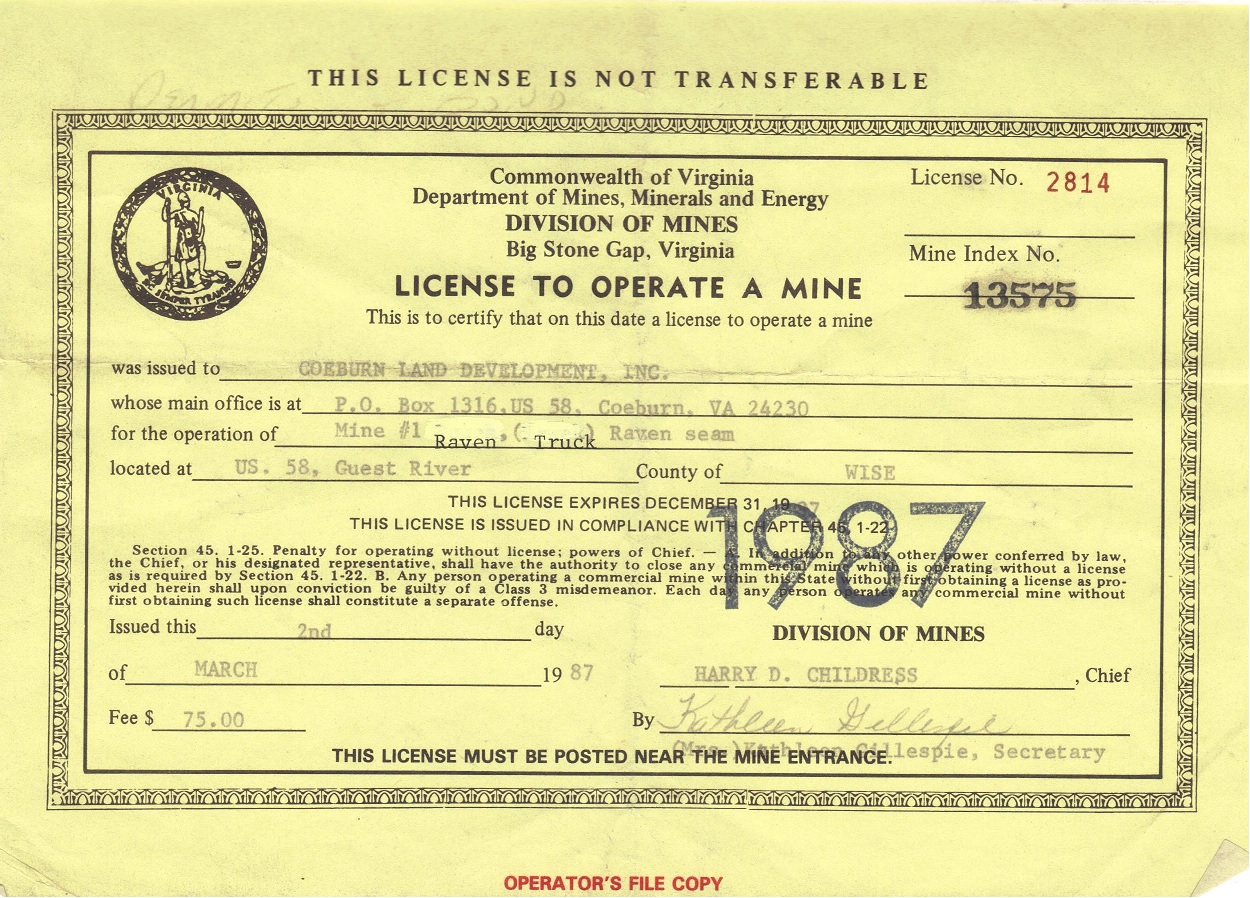 THIS LICENSE IS NOT TRANSFERABLE
VIRGINIA
SIC SEMPER TYRANNIS
Commonwealth of Virginia
Department of Mines, Minerals and Energy
DIVISION OF MINES
Big Stone Gap, Virginia
LICENSE TO OPERATE A MINE
This is to certify that on this date a license to operate a mine
License No. 2814
Mine Index No.
13575
was issued to COEBURN LAND DEVELOPMENT, INC.
whose main office is at P.O. Box 1316,US 58, Coeburn, VA 24230
for the operation of Mine #1 Raven ,( Truck ) Raven seam
located at US. 58, Guest River County of WISE
THIS LICENSE EXPIRES DECEMBER 31, 1987
THIS LICENSE IS ISSUED IN COMPLIANCE WITH CHAPTER 45, 1-22.
1987
Section 45. 1-25. Penalty for operating without license; powers of Chief. — A. In addition to any other power conferred by law,
the Chief, or his designated representative, shall have the authority to close any commercial mine which is operating without a license
as is required by Section 45. 1-22. B. Any person operating a commercial mine within this State without first obtaining a license as pro-
vided herein shall upon conviction be guilty of a Class 3 misdemeanor. Each day any person operates any commercial mine without
first obtaining such license shall constitute a separate offense.
Issued this 2nd day
of MARCH 19 87
Fee $ 75.00
DIVISION OF MINES
HARRY D. CHILDRESS, Chief
By Kathleen Gillespie
(Mrs.)Kathleen Gillespie, Secretary
THIS LICENSE MUST BE POSTED NEAR THE MINE ENTRANCE.
OPERATOR'S FILE COPY